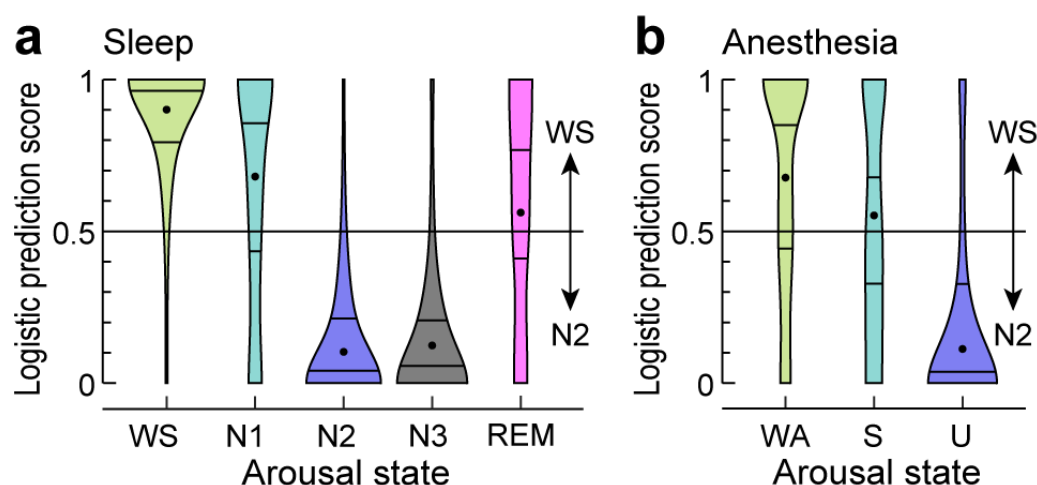 a Sleep
Logistic prediction score
1
0.5
0
WS
N2
WS N1 N2 N3 REM
Arousal state
b Anesthesia
Logistic prediction score
1
0.5
0
WS
N2
WA S U
Arousal state